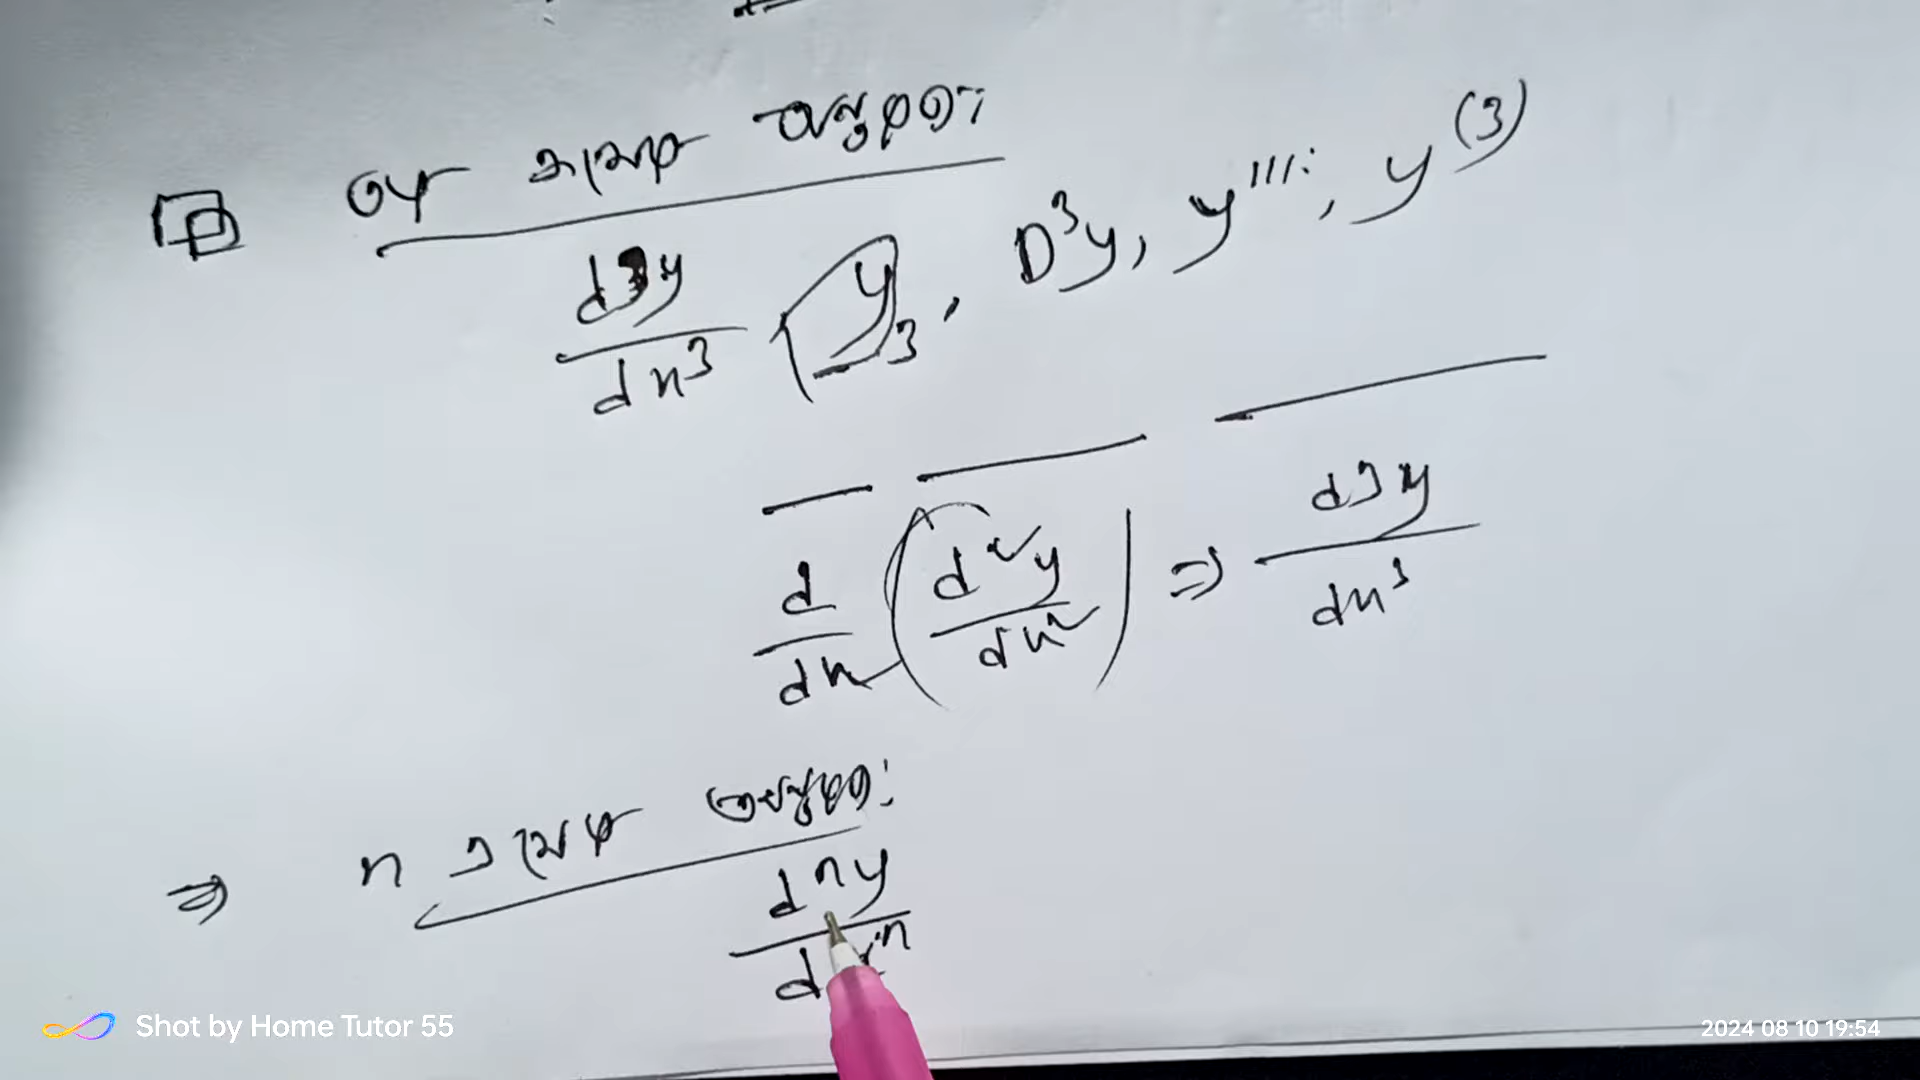 ৩য় ক্রমের অন্তরজ:
d³y/dx³, y₃, D³y, y''', y⁽³⁾
d/dx (d²y/dx²) ⇒ d³y/dx³
⇒ n তম ক্রমের অন্তরজ:
dⁿy/dxⁿ
Shot by Home Tutor 55
2024 08 10 19:54